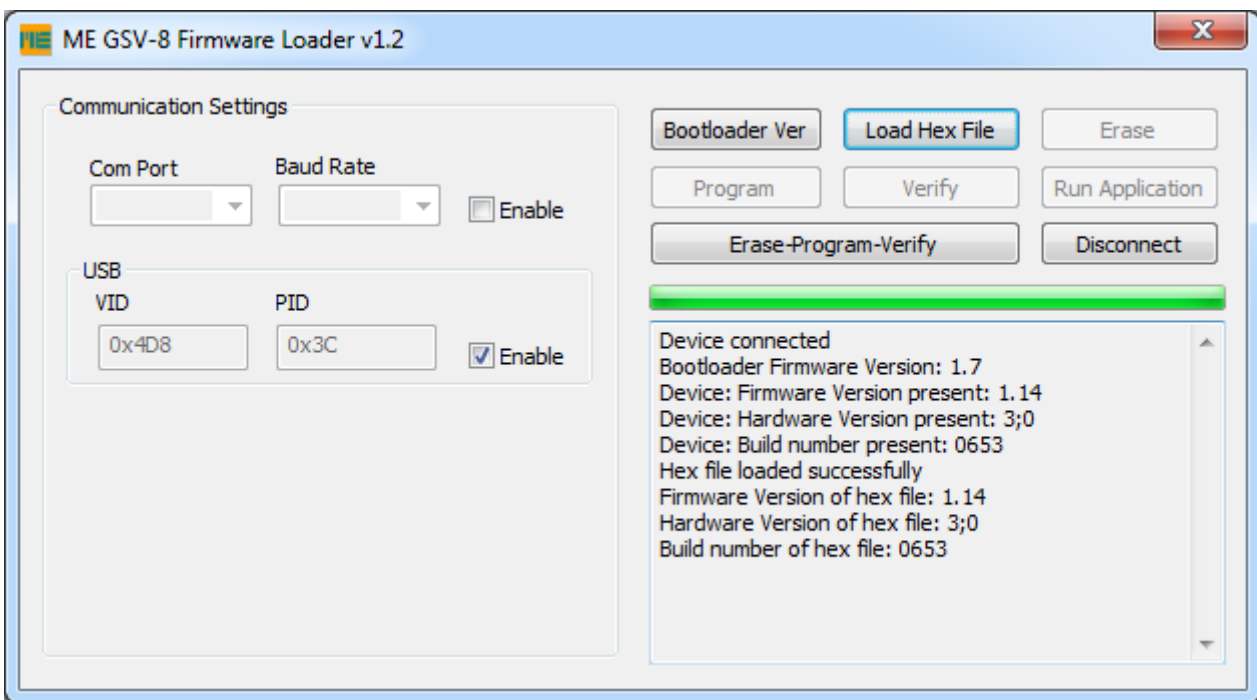 ME GSV-8 Firmware Loader v1.2
Communication Settings
Com Port Baud Rate
Enable
USB
VID PID
0x4D8 0x3C Enable
Bootloader Ver Load Hex File Erase
Program Verify Run Application
Erase-Program-Verify Disconnect
Device connected
Bootloader Firmware Version: 1.7
Device: Firmware Version present: 1.14
Device: Hardware Version present: 3;0
Device: Build number present: 0653
Hex file loaded successfully
Firmware Version of hex file: 1.14
Hardware Version of hex file: 3;0
Build number of hex file: 0653